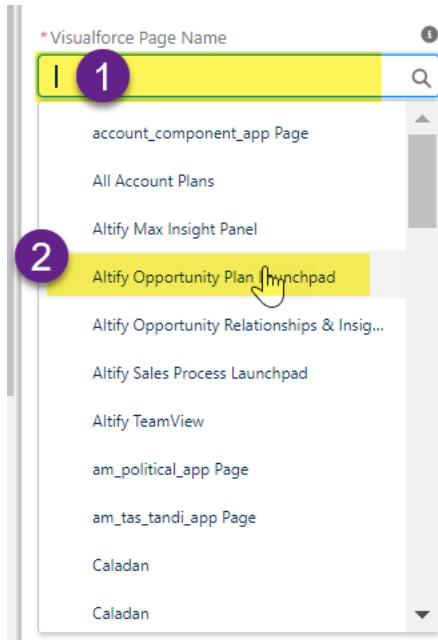 *Visualforce Page Name
1
account_component_app Page
All Account Plans
Altify Max Insight Panel
2
Altify Opportunity Plan Launchpad
Altify Opportunity Relationships & Insig...
Altify Sales Process Launchpad
Altify TeamView
am_political_app Page
am_tas_tandi_app Page
Caladan
Caladan